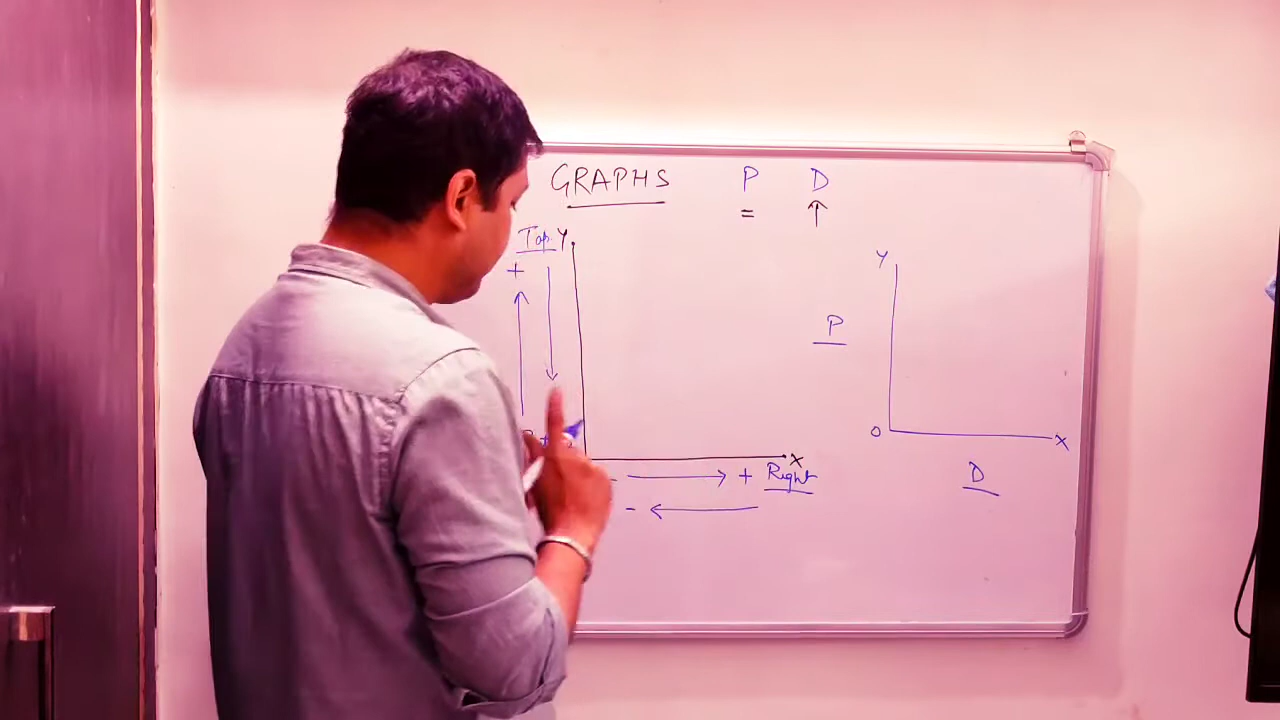 GRAPHS P D
= ↑
Top Y
+
Y
P
O X
X
+ Right
D
-